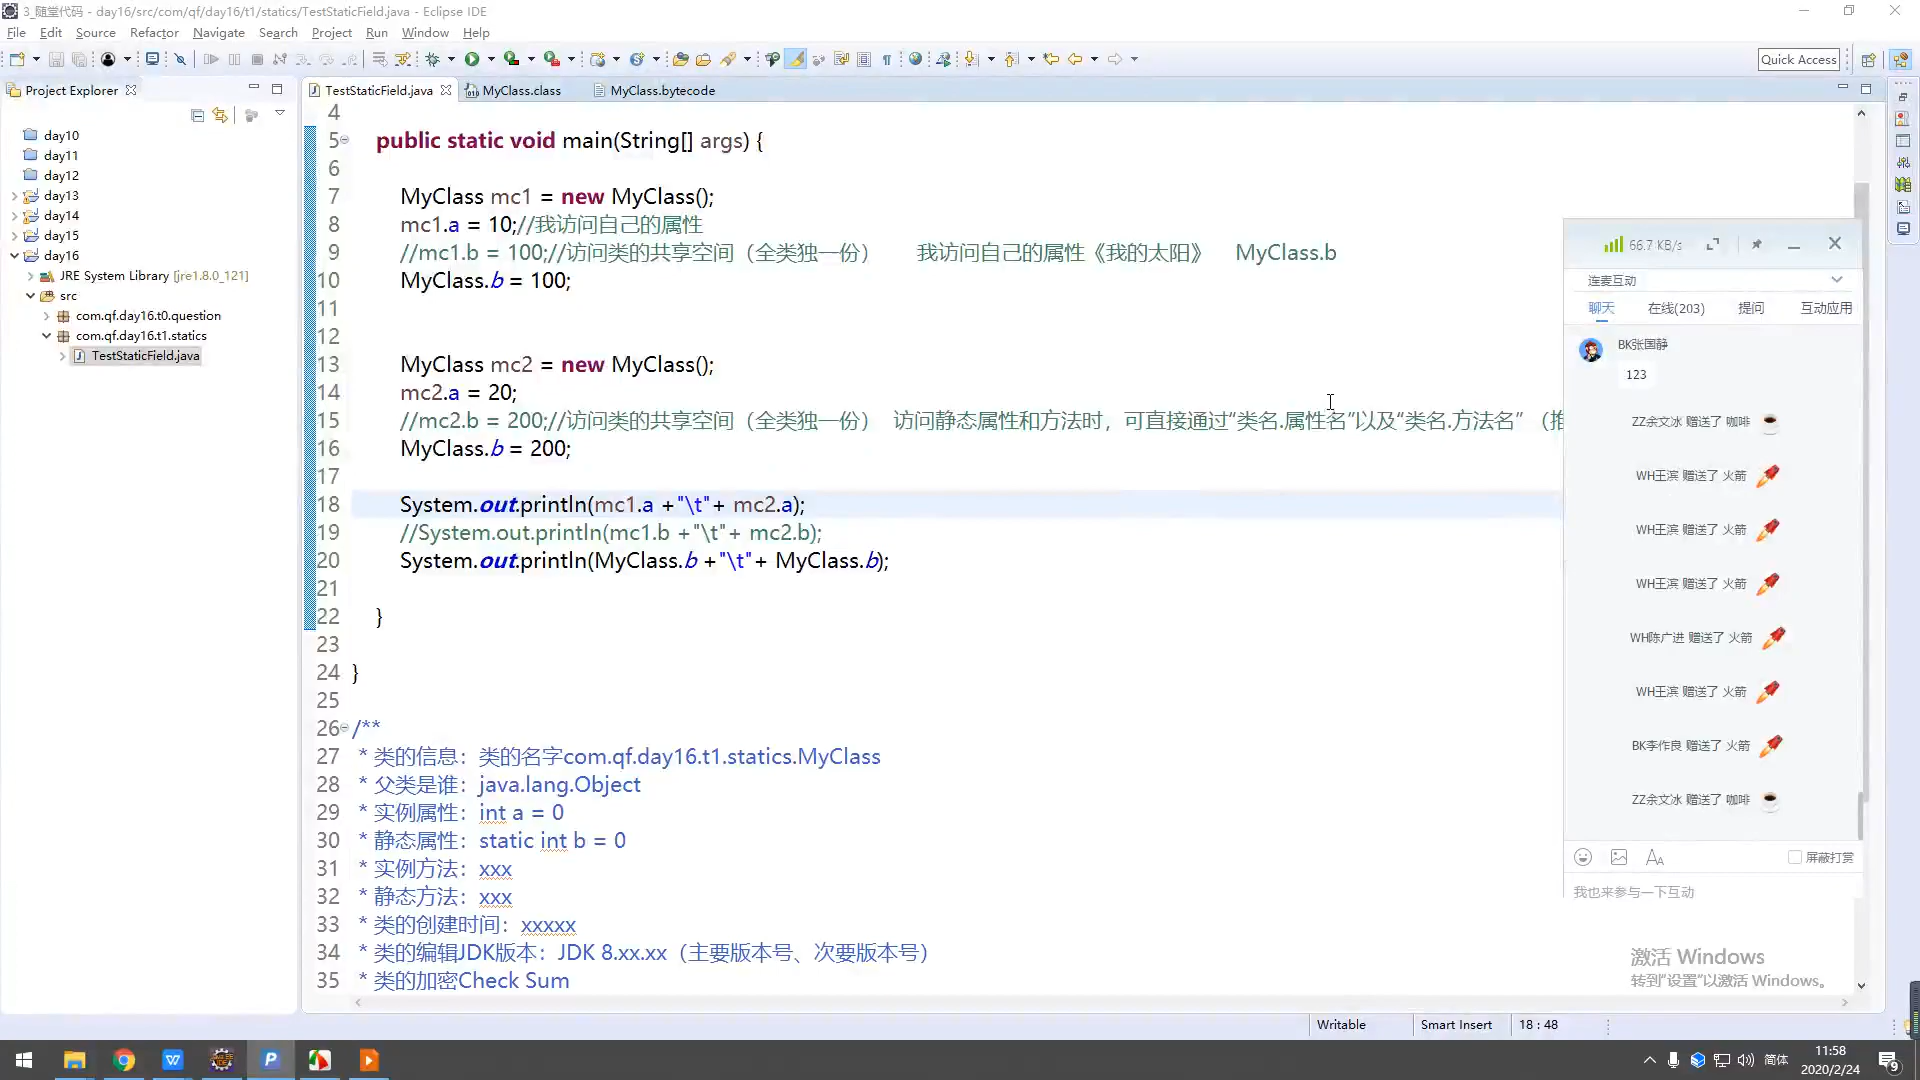 3_随堂代码 - day16/src/com/qf/day16/t1/statics/TestStaticField.java - Eclipse IDE
File Edit Source Refactor Navigate Search Project Run Window Help
Quick Access
Project Explorer
day10
day11
day12
day13
day14
day15
day16
JRE System Library [jre1.8.0_121]
src
com.qf.day16.t0.question
com.qf.day16.t1.statics
TestStaticField.java
TestStaticField.java MyClass.class MyClass.bytecode
4
5 public static void main(String[] args) {
6
7 MyClass mc1 = new MyClass();
8 mc1.a = 10;//我访问自己的属性
9 //mc1.b = 100;//访问类的共享空间（全类独一份） 我访问自己的属性《我的太阳》 MyClass.b
10 MyClass.b = 100;
11
12
13 MyClass mc2 = new MyClass();
14 mc2.a = 20;
15 //mc2.b = 200;//访问类的共享空间（全类独一份） 访问静态属性和方法时，可直接通过“类名.属性名”以及“类名.方法名” （推
16 MyClass.b = 200;
17
18 System.out.println(mc1.a +"\t"+ mc2.a);
19 //System.out.println(mc1.b +"\t"+ mc2.b);
20 System.out.println(MyClass.b +"\t"+ MyClass.b);
21
22 }
23
24 }
25
26 /**
27 * 类的信息：类的名字com.qf.day16.t1.statics.MyClass
28 * 父类是谁：java.lang.Object
29 * 实例属性：int a = 0
30 * 静态属性：static int b = 0
31 * 实例方法：xxx
32 * 静态方法：xxx
33 * 类的创建时间：xxxxx
34 * 类的编辑JDK版本：JDK 8.xx.xx（主要版本号、次要版本号）
35 * 类的加密Check Sum
66.7 KB/s
连麦互动
聊天 在线(203) 提问 互动应用
BK张国静
123
ZZ余文冰 赠送了 咖啡
WH王滨 赠送了 火箭
WH王滨 赠送了 火箭
WH王滨 赠送了 火箭
WH陈广进 赠送了 火箭
WH王滨 赠送了 火箭
BK李作良 赠送了 火箭
ZZ余文冰 赠送了 咖啡
屏蔽打赏
我也来参与一下互动
激活 Windows
转到“设置”以激活 Windows。
Writable Smart Insert 18 : 48
简体
11:58
2020/2/24
9